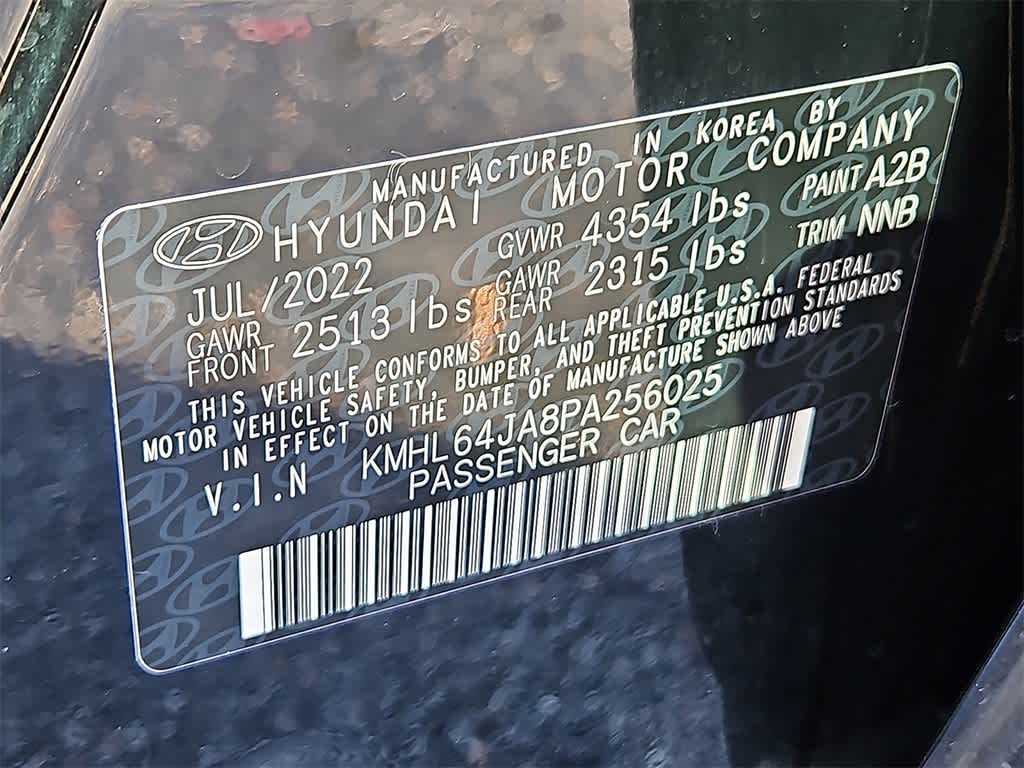 MANUFACTURED IN KOREA BY
HYUNDAI MOTOR COMPANY
JUL/2022 GVWR 4354 lbs PAINT A2B
GAWR FRONT 2513 lbs GAWR REAR 2315 lbs TRIM NNB
THIS VEHICLE CONFORMS TO ALL APPLICABLE U.S.A. FEDERAL
MOTOR VEHICLE SAFETY, BUMPER, AND THEFT PREVENTION STANDARDS
IN EFFECT ON THE DATE OF MANUFACTURE SHOWN ABOVE
V.I.N KMHL64JA8PA256025
PASSENGER CAR